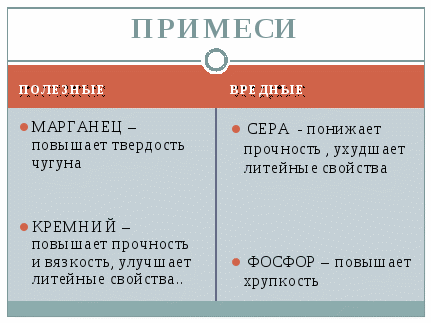 ПРИМЕСИ
ПОЛЕЗНЫЕ
ВРЕДНЫЕ
МАРГАНЕЦ –
повышает твердость
чугуна
КРЕМНИЙ –
повышает прочность
и вязкость, улучшает
литейные свойства..
СЕРА - понижает
прочность , ухудшает
литейные свойства
ФОСФОР – повышает
хрупкость